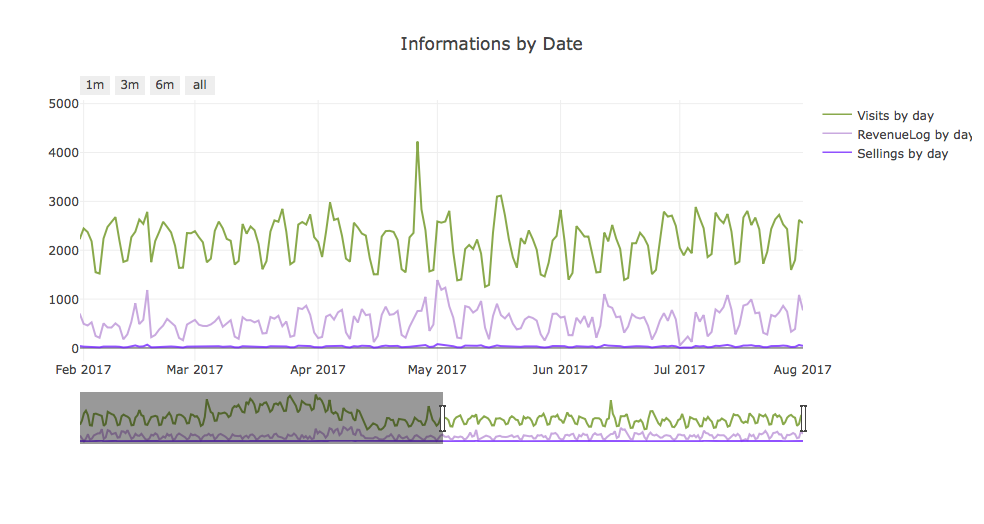 Informations by Date
1m 3m 6m all
5000
4000
3000
2000
1000
0
Visits by day
RevenueLog by day
Sellings by day
Feb 2017 Mar 2017 Apr 2017 May 2017 Jun 2017 Jul 2017 Aug 2017